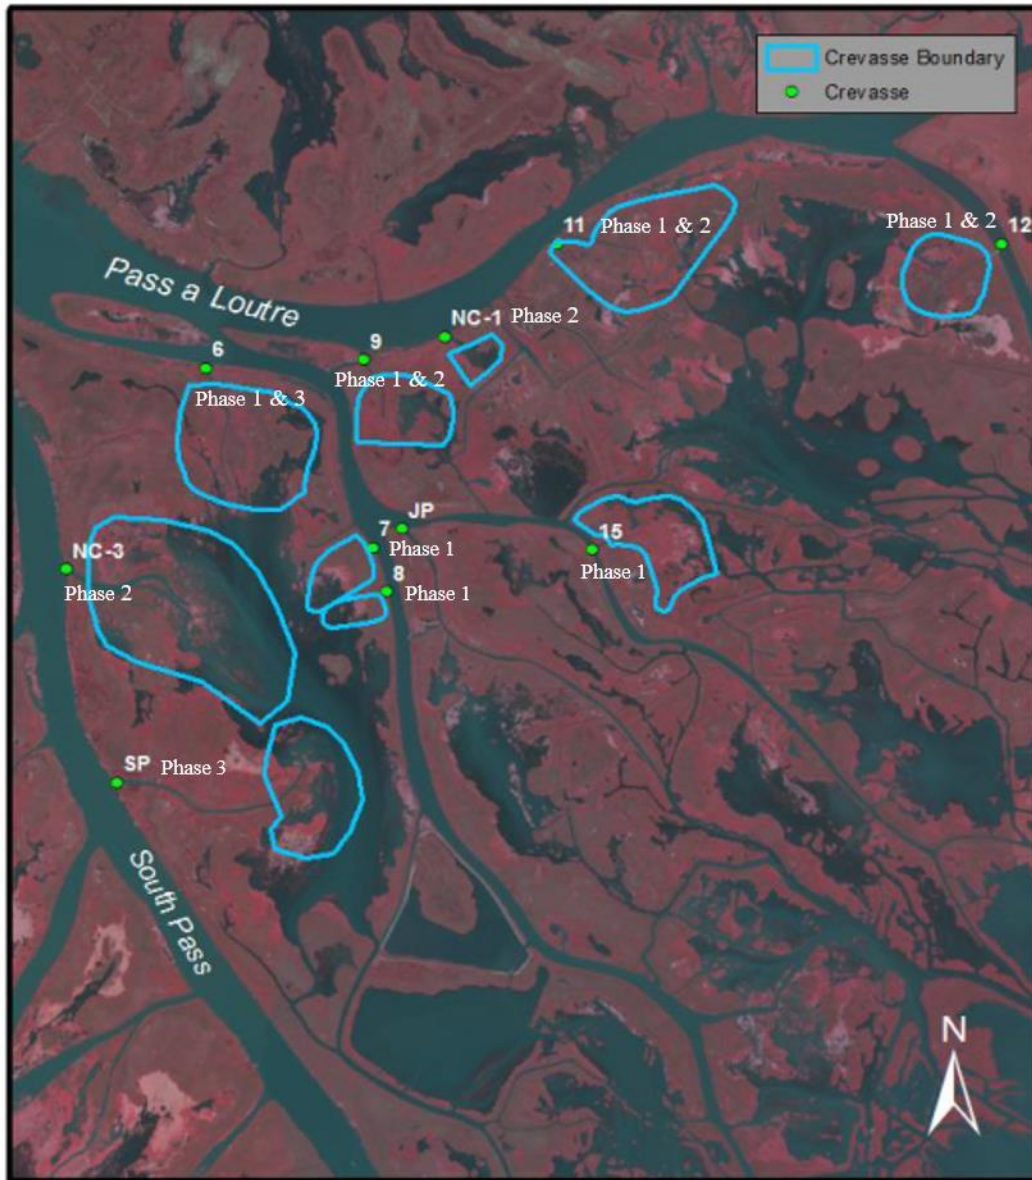 Crevasse Boundary
Crevasse
11 Phase 1 & 2
Phase 1 & 2
12
Pass a Loutre
NC-1 Phase 2
6
9
Phase 1 & 3
Phase 1 & 2
JP
7
Phase 1
15
Phase 1
NC-3
Phase 2
8 Phase 1
SP Phase 3
South Pass
N